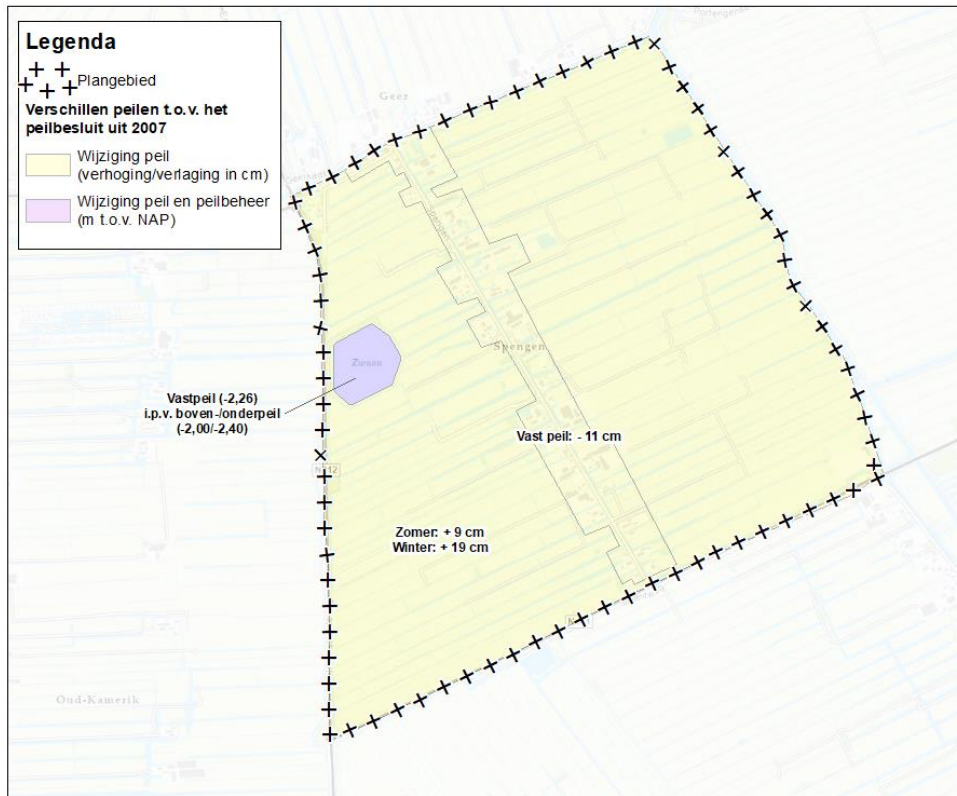 Legenda
Plangebied
Verschillen peilen t.o.v. het
peilbesluit uit 2007
Wijziging peil
(verhoging/verlaging in cm)
Wijziging peil en peilbeheer
(m t.o.v. NAP)
Geer
Spengen
Vastpeil (-2,26)
i.p.v. boven-/onderpeil
(-2,00/-2,40)
Vast peil: - 11 cm
Zomer: + 9 cm
Winter: + 19 cm
Oud-Kamerik